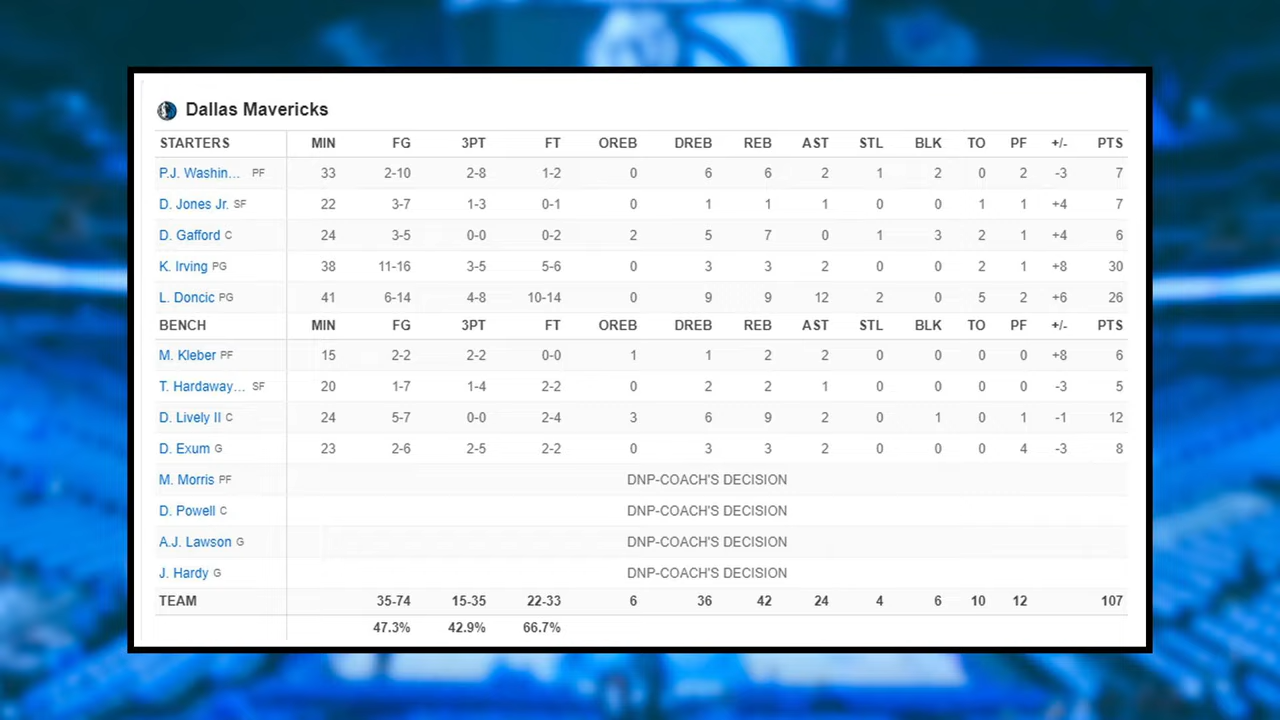 Dallas Mavericks
STARTERS MIN FG 3PT FT OREB DREB REB AST STL BLK TO PF +/- PTS
P.J. Washin... PF 33 2-10 2-8 1-2 0 6 6 2 1 2 0 2 -3 7
D. Jones Jr. SF 22 3-7 1-3 0-1 0 1 1 1 0 0 1 1 +4 7
D. Gafford C 24 3-5 0-0 0-2 2 5 7 0 1 3 2 1 +4 6
K. Irving PG 38 11-16 3-5 5-6 0 3 3 2 0 0 2 1 +8 30
L. Doncic PG 41 6-14 4-8 10-14 0 9 9 12 2 0 5 2 +6 26
BENCH MIN FG 3PT FT OREB DREB REB AST STL BLK TO PF +/- PTS
M. Kleber PF 15 2-2 2-2 0-0 1 1 2 2 0 0 0 0 +8 6
T. Hardaway... SF 20 1-7 1-4 2-2 0 2 2 1 0 0 0 0 -3 5
D. Lively II C 24 5-7 0-0 2-4 3 6 9 2 0 1 0 1 -1 12
D. Exum G 23 2-6 2-5 2-2 0 3 3 2 0 0 0 4 -3 8
M. Morris PF DNP-COACH'S DECISION
D. Powell C DNP-COACH'S DECISION
A.J. Lawson G DNP-COACH'S DECISION
J. Hardy G DNP-COACH'S DECISION
TEAM 35-74 15-35 22-33 6 36 42 24 4 6 10 12 107
47.3% 42.9% 66.7%